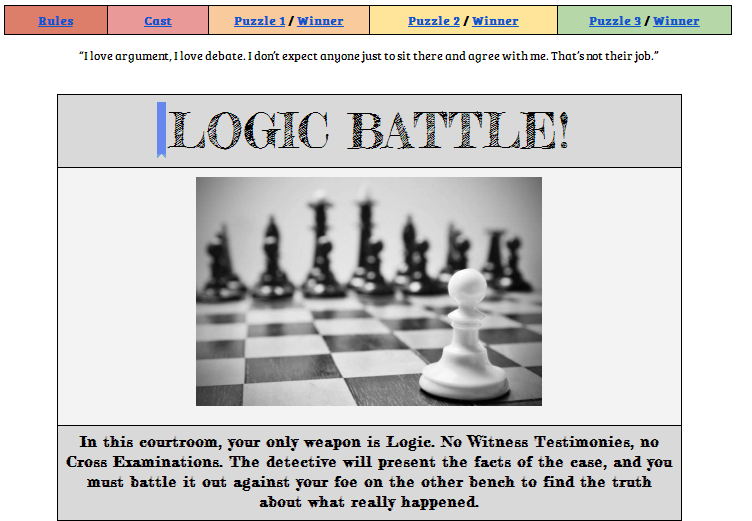 Rules Cast Puzzle 1 / Winner Puzzle 2 / Winner Puzzle 3 / Winner
“I love argument, I love debate. I don’t expect anyone just to sit there and agree with me. That’s not their job.”
LOGIC BATTLE!
In this courtroom, your only weapon is Logic. No Witness Testimonies, no
Cross Examinations. The detective will present the facts of the case, and you
must battle it out against your foe on the other bench to find the truth
about what really happened.